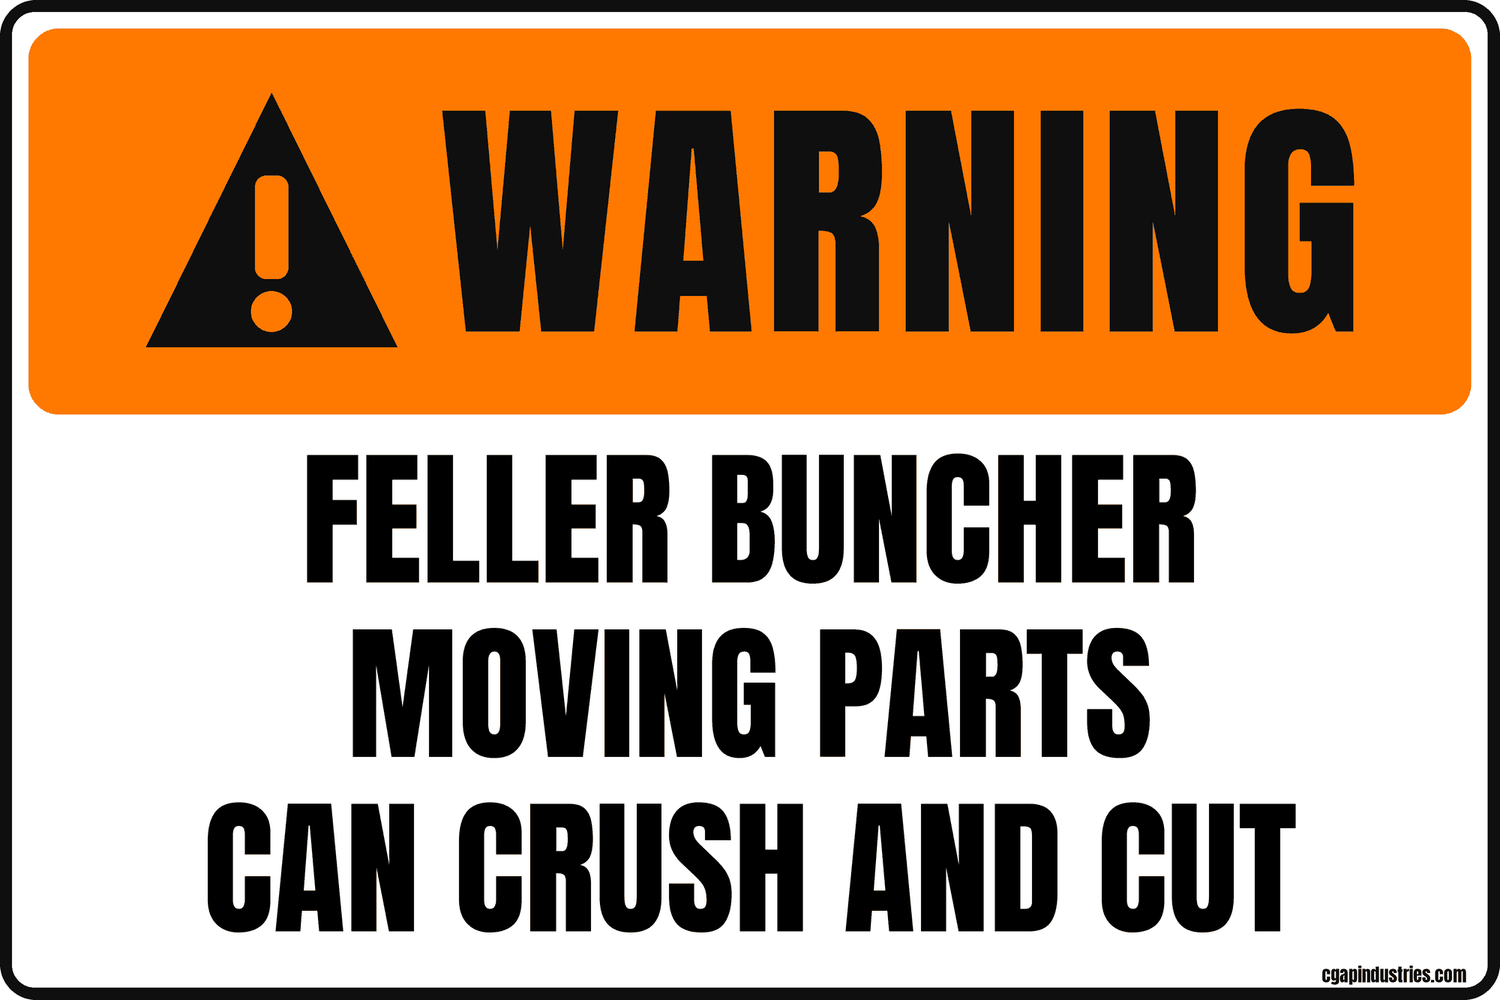 WARNING
FELLER BUNCHER
MOVING PARTS
CAN CRUSH AND CUT
cgapindustries.com